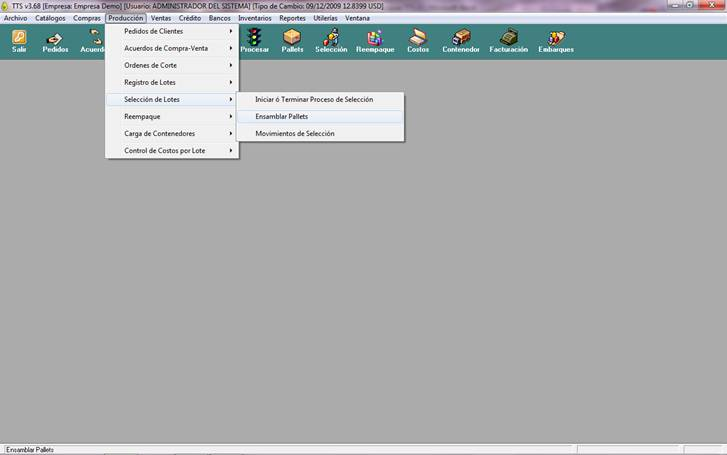 TTS v3.68 [Empresa: Empresa Demo] [Usuario: ADMINISTRADOR DEL SISTEMA] [Tipo de Cambio: 09/12/2009 12.8399 USD]
Archivo Catálogos Compras Producción Ventas Crédito Bancos Inventarios Reportes Utilerías Ventana
Salir Pedidos Acuerdo Procesar Pallets Selección Reempaque Costos Contenedor Facturación Embarques
Pedidos de Clientes
Acuerdos de Compra-Venta
Ordenes de Corte
Registro de Lotes
Selección de Lotes
Reempaque
Carga de Contenedores
Control de Costos por Lote
Iniciar ó Terminar Proceso de Selección
Ensamblar Pallets
Movimientos de Selección
Ensamblar Pallets